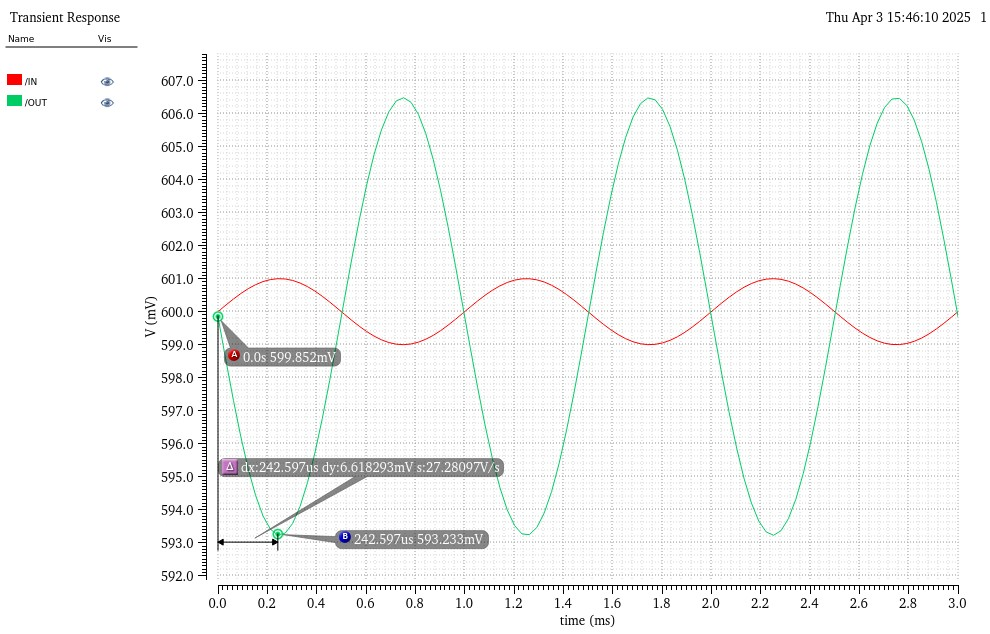 Transient Response
Thu Apr 3 15:46:10 2025 1
Name Vis
/IN
/OUT
607.0
606.0
605.0
604.0
603.0
602.0
601.0
600.0
599.0
598.0
597.0
596.0
595.0
594.0
593.0
592.0
V (mV)
A 0.0s 599.852mV
Δ dx:242.597us dy:6.618293mV s:27.28097V/s
B 242.597us 593.233mV
0.0 0.2 0.4 0.6 0.8 1.0 1.2 1.4 1.6 1.8 2.0 2.2 2.4 2.6 2.8 3.0
time (ms)